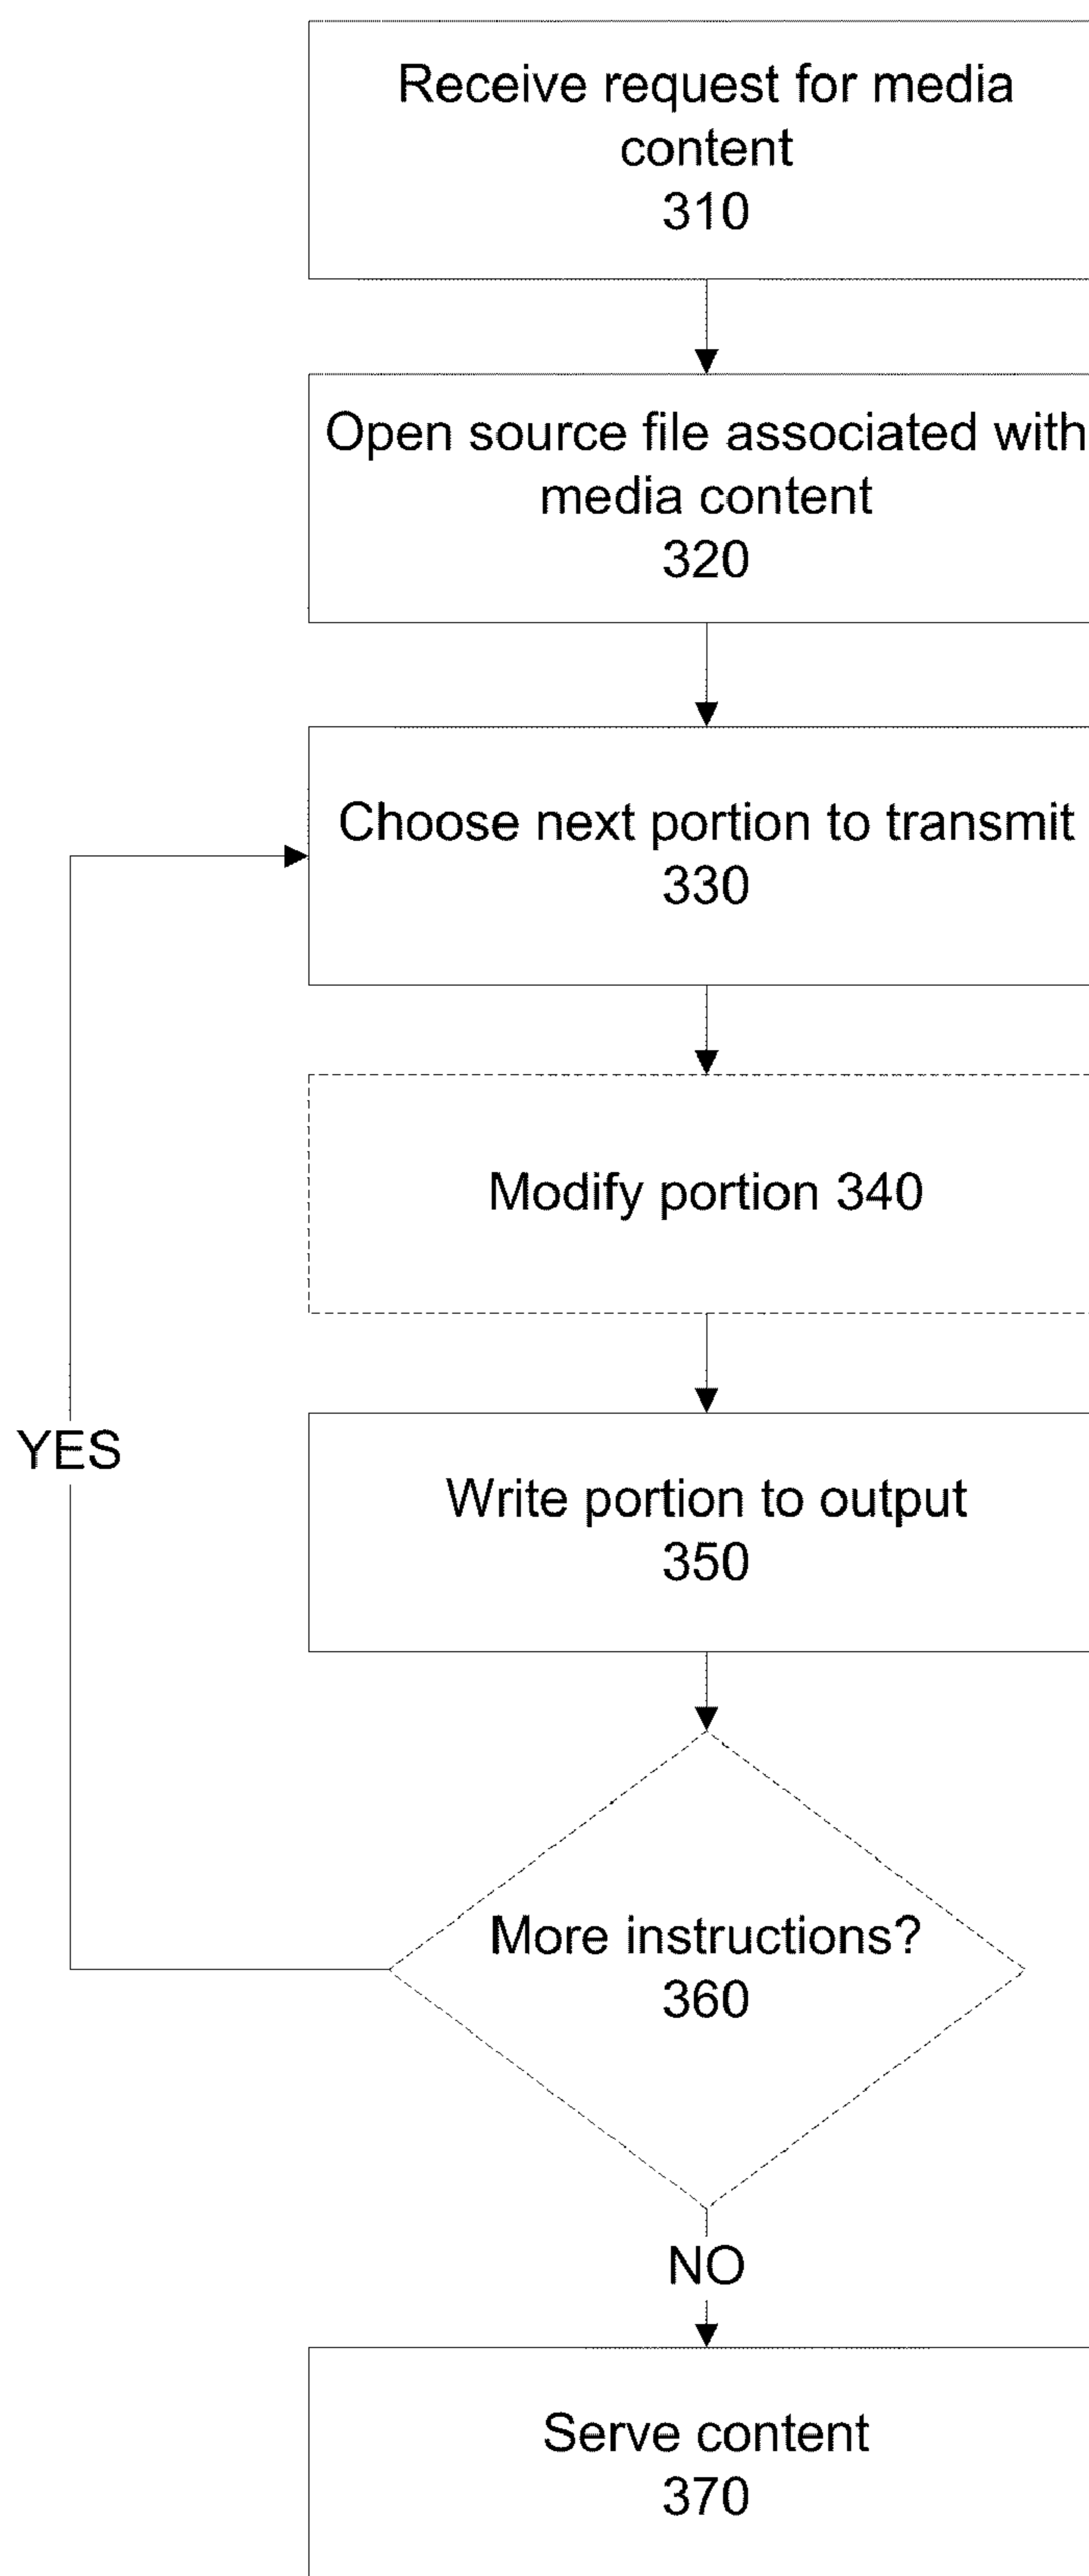 Receive request for media
content
310
Open source file associated with
media content
320
Choose next portion to transmit
330
Modify portion 340
YES
Write portion to output
350
More instructions?
360
NO
Serve content
370